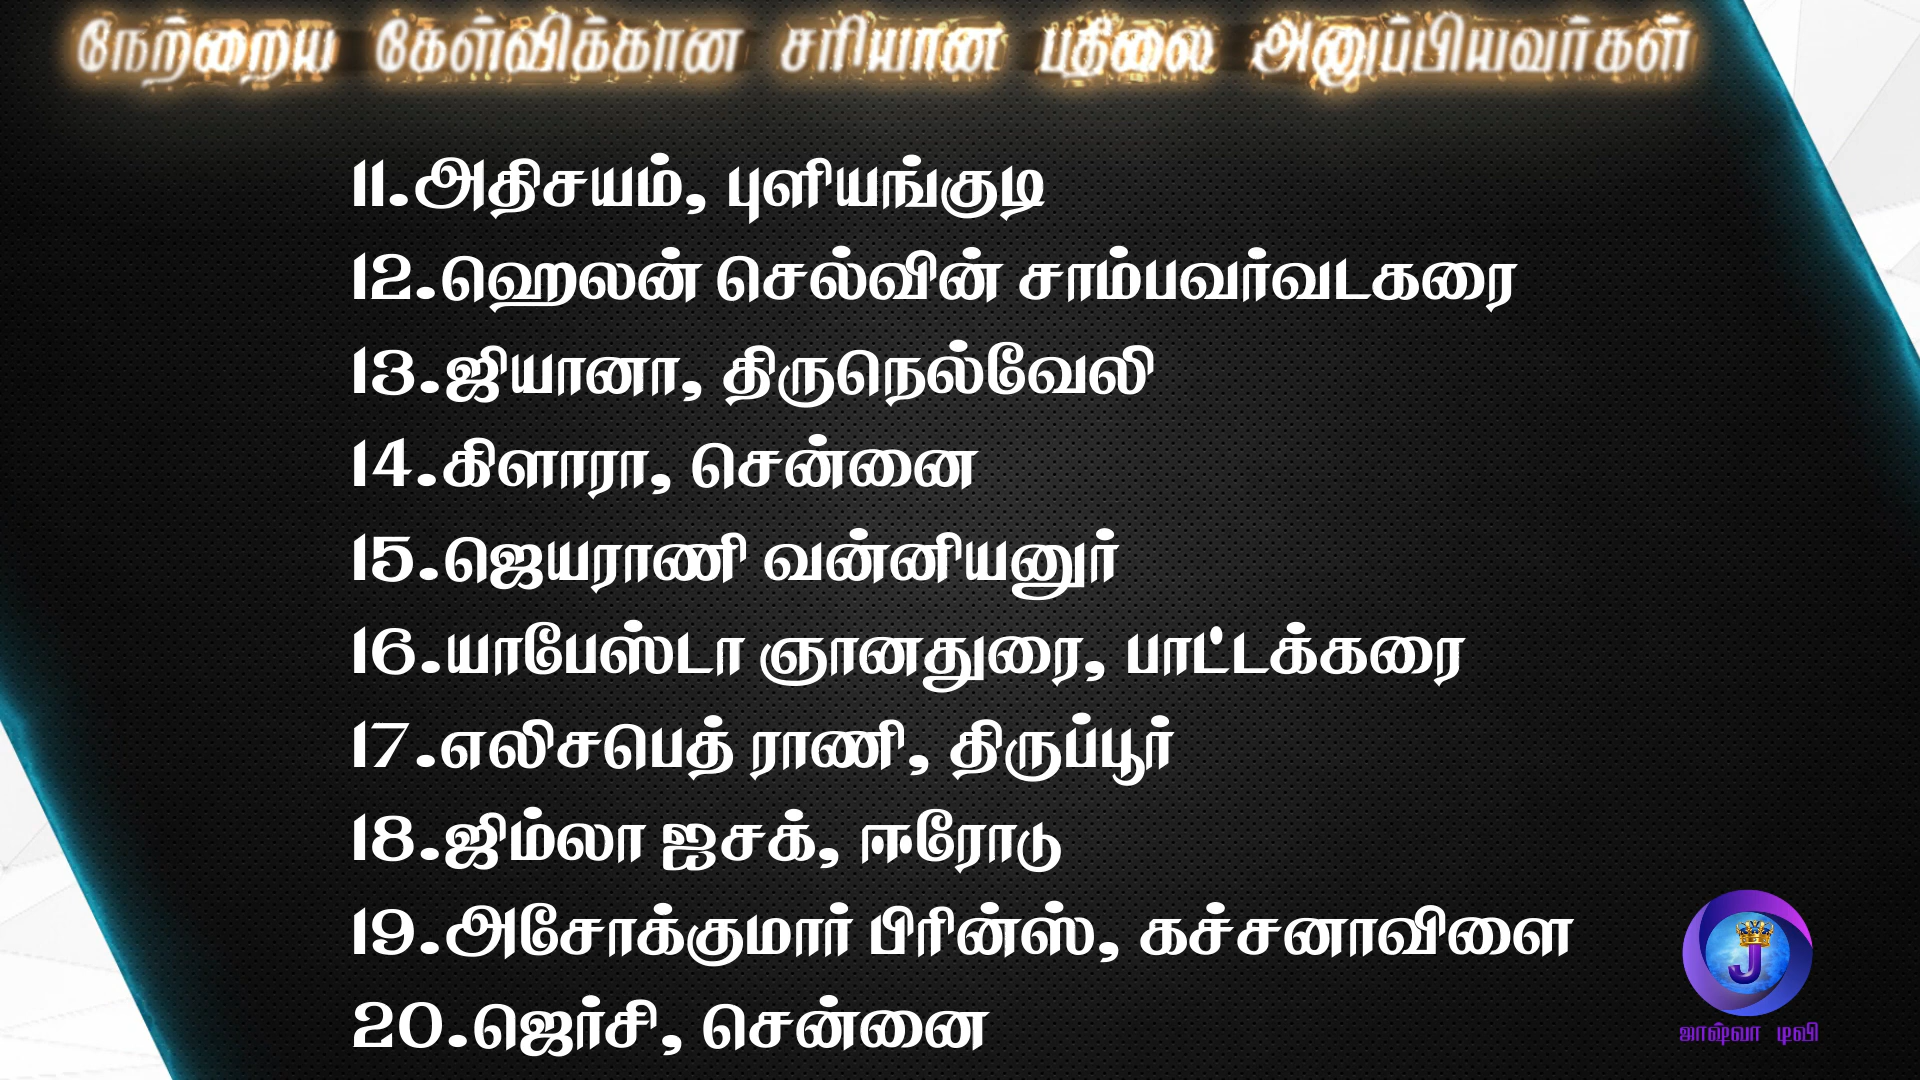 நேற்றைய கேள்விக்கான சரியான பதிலை அனுப்பியவர்கள்
11.அதிசயம், புளியங்குடி
12.ஹெலன் செல்வின் சாம்பவர்வடகரை
13.ஜியானா, திருநெல்வேலி
14.கிளாரா, சென்னை
15.ஜெயராணி வன்னியனுர்
16.யாபேஸ்டா ஞானதுரை, பாட்டக்கரை
17.எலிசபெத் ராணி, திருப்பூர்
18.ஜிம்லா ஐசக், ஈரோடு
19.அசோக்குமார் பிரின்ஸ், கச்சனாவிளை
20.ஜெர்சி, சென்னை
J
ஜாஷ்வா டிவி